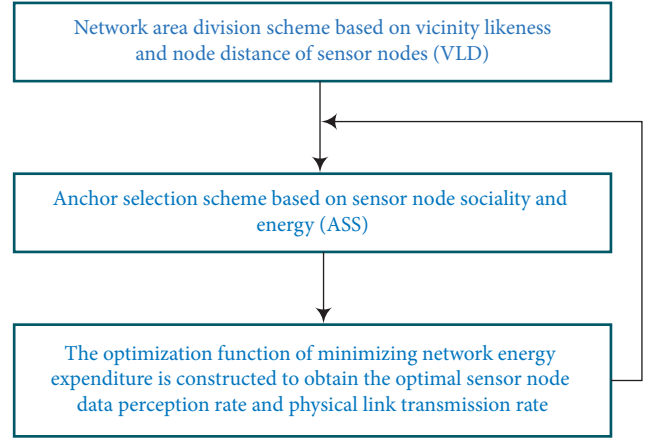 Network area division scheme based on vicinity likeness
and node distance of sensor nodes (VLD)
Anchor selection scheme based on sensor node sociality and
energy (ASS)
The optimization function of minimizing network energy
expenditure is constructed to obtain the optimal sensor node
data perception rate and physical link transmission rate